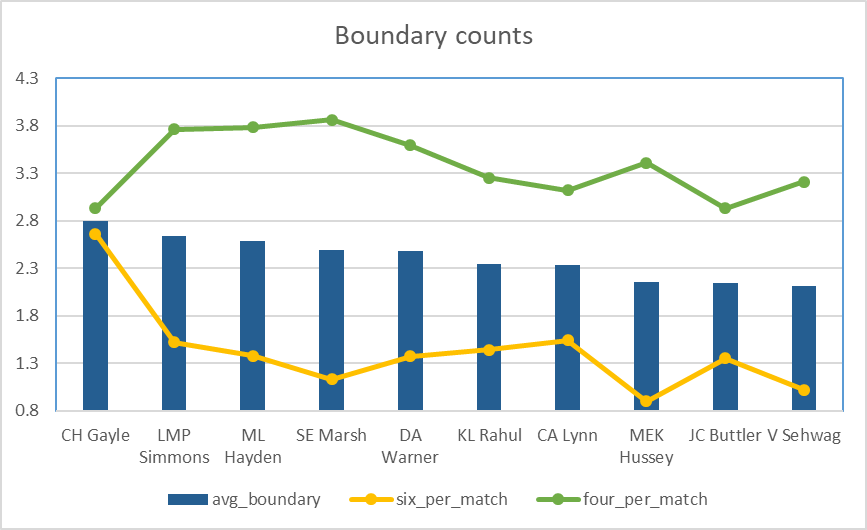 Boundary counts
4.3
3.8
3.3
2.8
2.3
1.8
1.3
0.8
CH Gayle LMP Simmons ML Hayden SE Marsh DA Warner KL Rahul CA Lynn MEK Hussey JC Buttler V Sehwag
avg_boundary six_per_match four_per_match